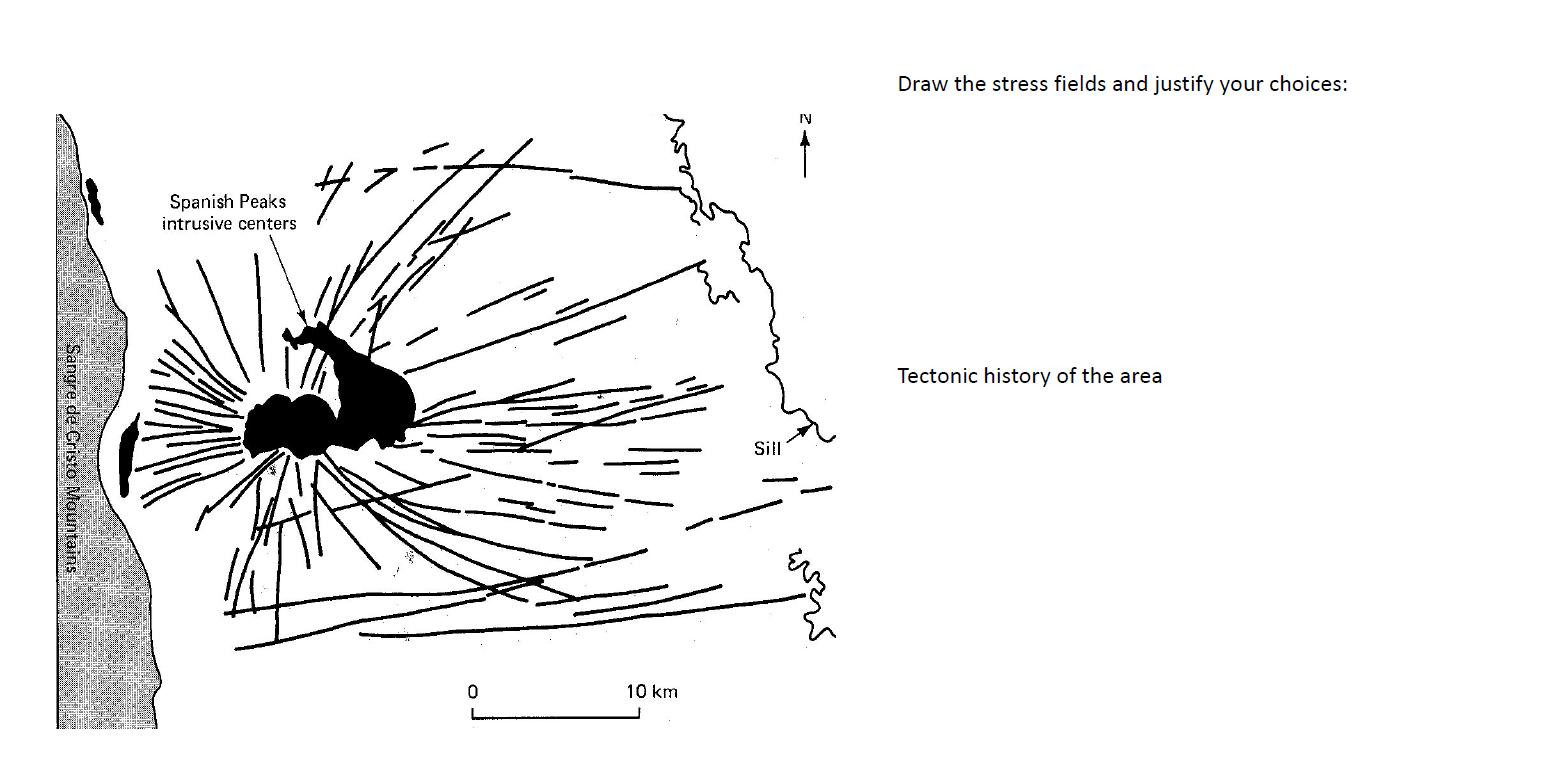 Draw the stress fields and justify your choices:
N
Spanish Peaks
intrusive centers
Sangre de Cristo Mountains
Sill
Tectonic history of the area
0 10 km